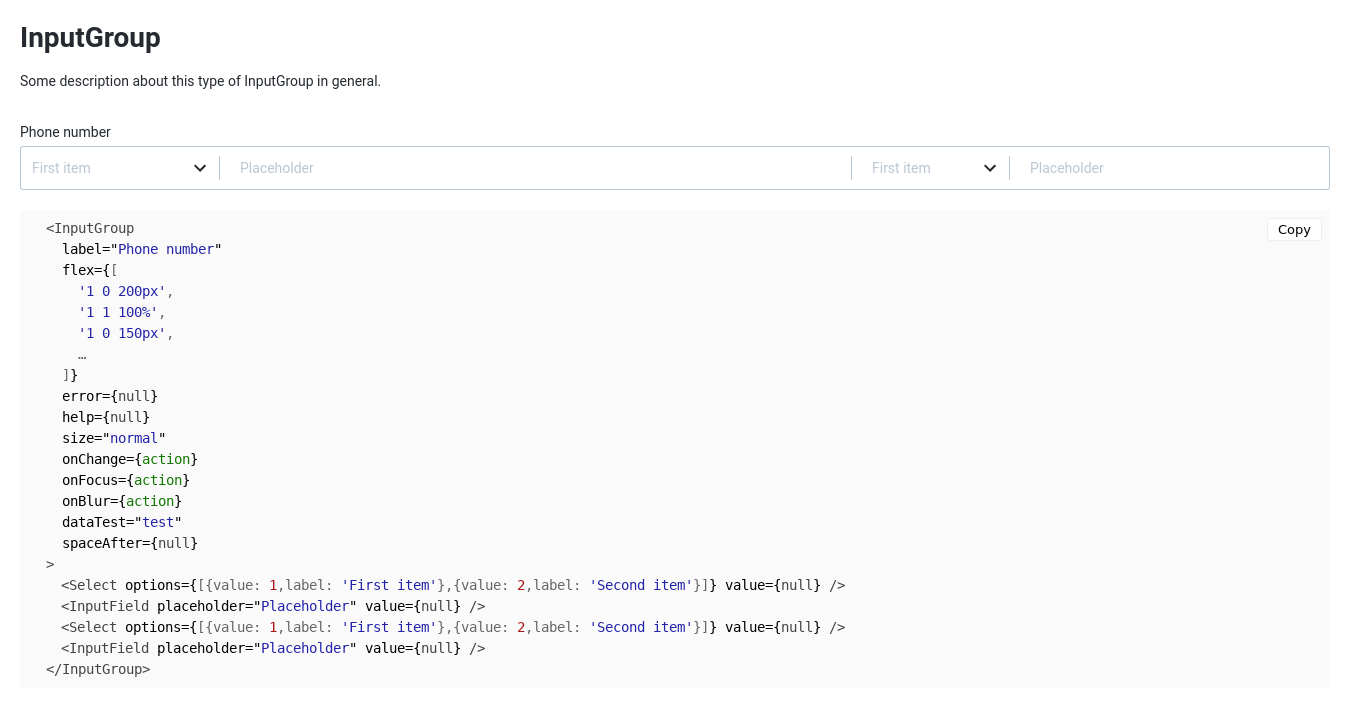 InputGroup
Some description about this type of InputGroup in general.
Phone number
First item Placeholder First item Placeholder
Copy
<InputGroup
label="Phone number"
flex={[
'1 0 200px',
'1 1 100%',
'1 0 150px',
…
]}
error={null}
help={null}
size="normal"
onChange={action}
onFocus={action}
onBlur={action}
dataTest="test"
spaceAfter={null}
>
<Select options={[{value: 1,label: 'First item'},{value: 2,label: 'Second item'}]} value={null} />
<InputField placeholder="Placeholder" value={null} />
<Select options={[{value: 1,label: 'First item'},{value: 2,label: 'Second item'}]} value={null} />
<InputField placeholder="Placeholder" value={null} />
</InputGroup>